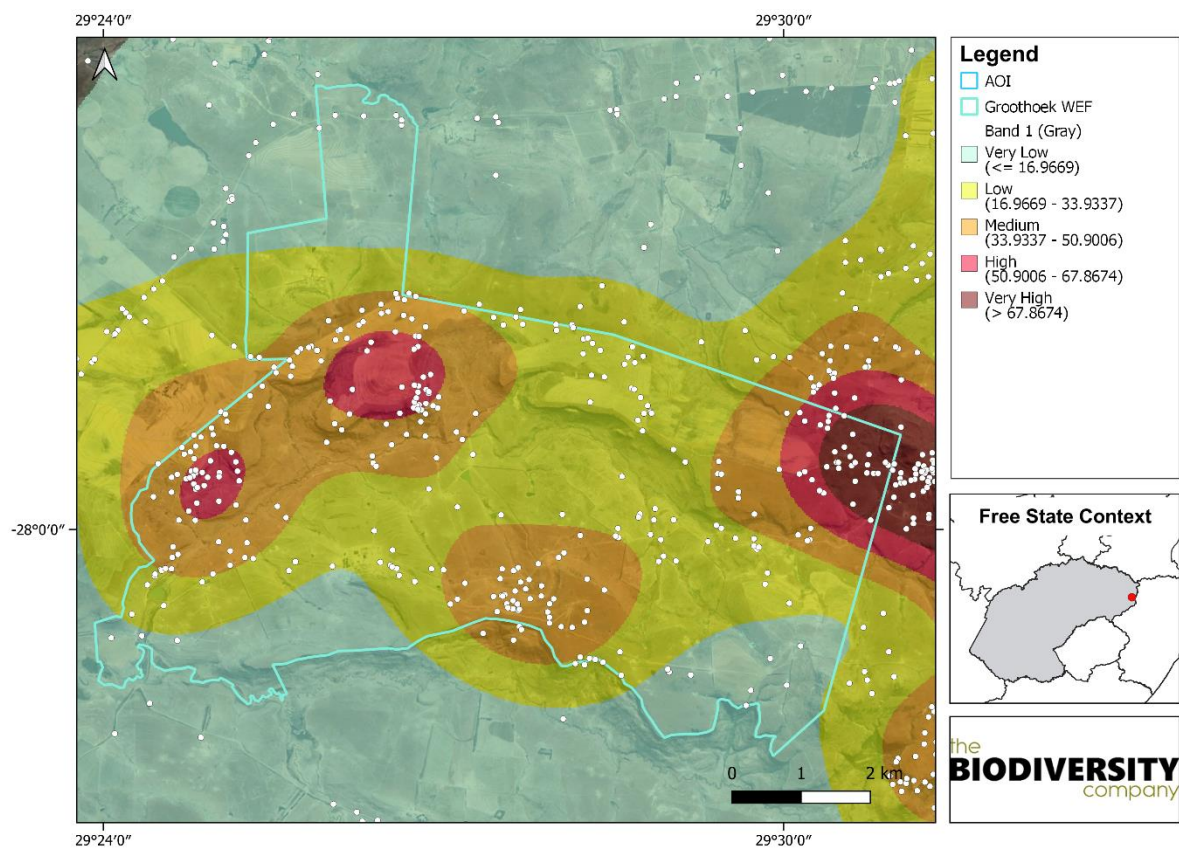 29°24′0″
29°30′0″
Legend
AOI
Groothoek WEF
Band 1 (Gray)
Very Low
(<= 16.9669)
Low
(16.9669 - 33.9337)
Medium
(33.9337 - 50.9006)
High
(50.9006 - 67.8674)
Very High
(> 67.8674)
-28°0′0″
Free State Context
0 1 2 km
the
BIODIVERSITY
company
29°24′0″
29°30′0″